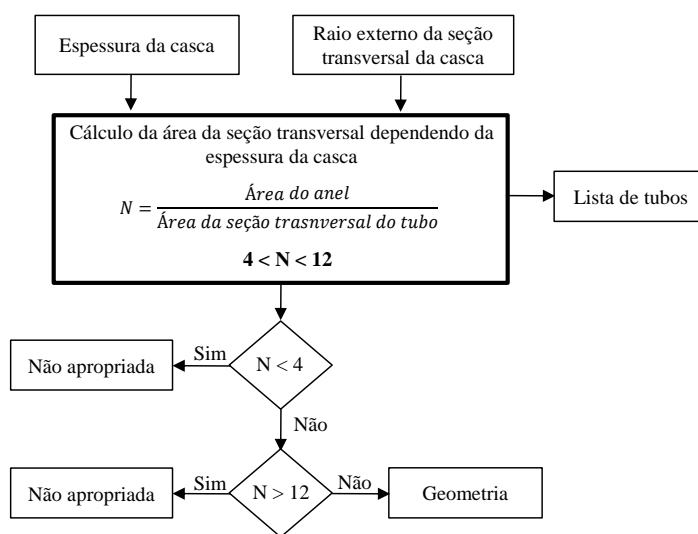 Espessura da casca
Raio externo da seção
transversal da casca
Cálculo da área da seção transversal dependendo da
espessura da casca
N = Área do anel
Área da seção trasnversal do tubo
4 < N < 12
Lista de tubos
Não apropriada
Sim
N < 4
Não
Não apropriada
Sim
N > 12
Não
Geometria